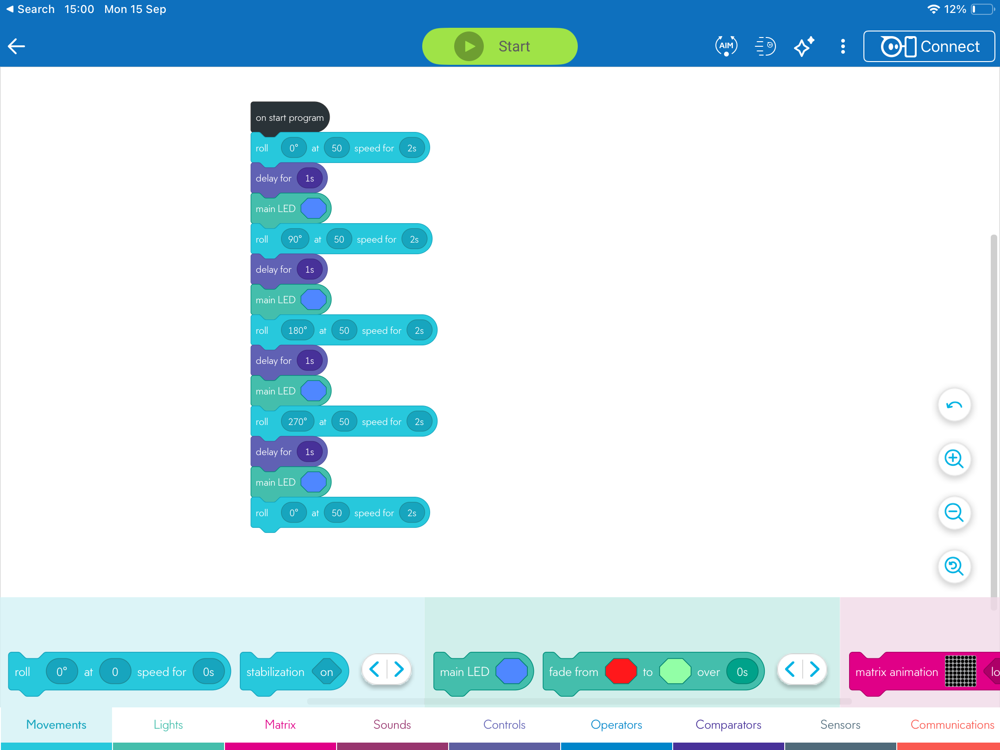 Search 15:00 Mon 15 Sep 12%
Start AIM Connect
on start program
roll 0° at 50 speed for 2s
delay for 1s
main LED
roll 90° at 50 speed for 2s
delay for 1s
main LED
roll 180° at 50 speed for 2s
delay for 1s
main LED
roll 270° at 50 speed for 2s
delay for 1s
main LED
roll 0° at 50 speed for 2s
roll 0° at 0 speed for 0s stabilization on main LED fade from to over 0s matrix animation lo
Movements Lights Matrix Sounds Controls Operators Comparators Sensors Communications